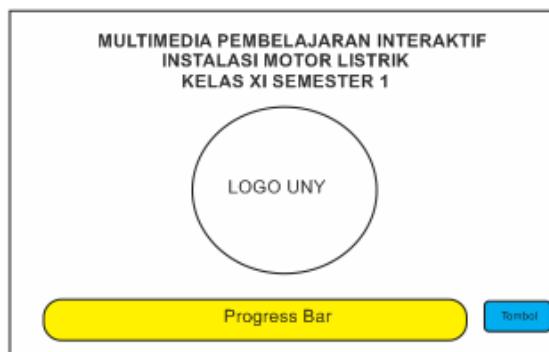 MULTIMEDIA PEMBELAJARAN INTERAKTIF
INSTALASI MOTOR LISTRIK
KELAS XI SEMESTER 1
LOGO UNY
Progress Bar
Tombol